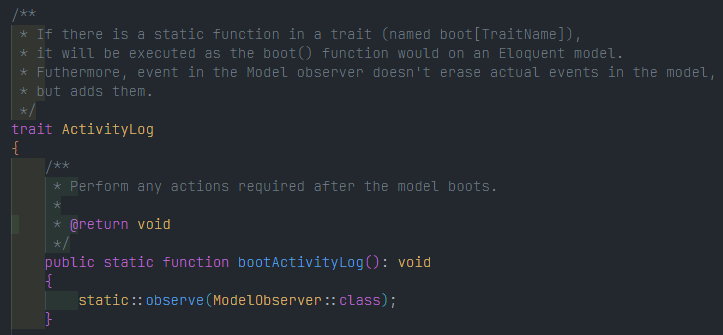 /**
 * If there is a static function in a trait (named boot[TraitName]),
 * it will be executed as the boot() function would on an Eloquent model.
 * Futhermore, event in the Model observer doesn't erase actual events in the model,
 * but adds them.
 */
trait ActivityLog
{
    /**
     * Perform any actions required after the model boots.
     *
     * @return void
     */
    public static function bootActivityLog(): void
    {
        static::observe(ModelObserver::class);
    }